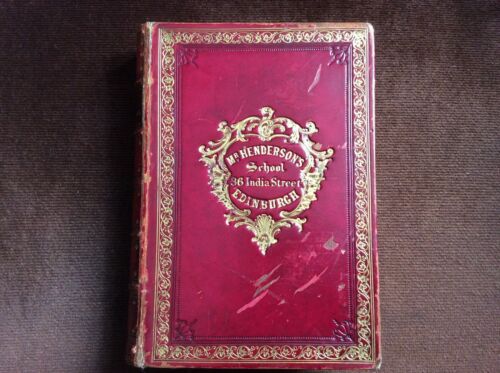 Mr HENDERSON'S
School
36 India Street
EDINBURGH